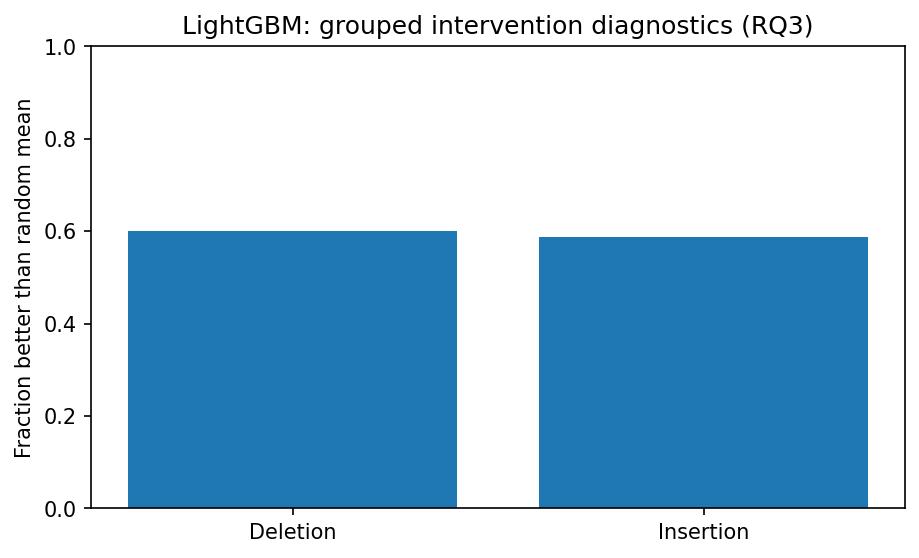 LightGBM: grouped intervention diagnostics (RQ3)
Fraction better than random mean
1.0
0.8
0.6
0.4
0.2
0.0
Deletion
Insertion